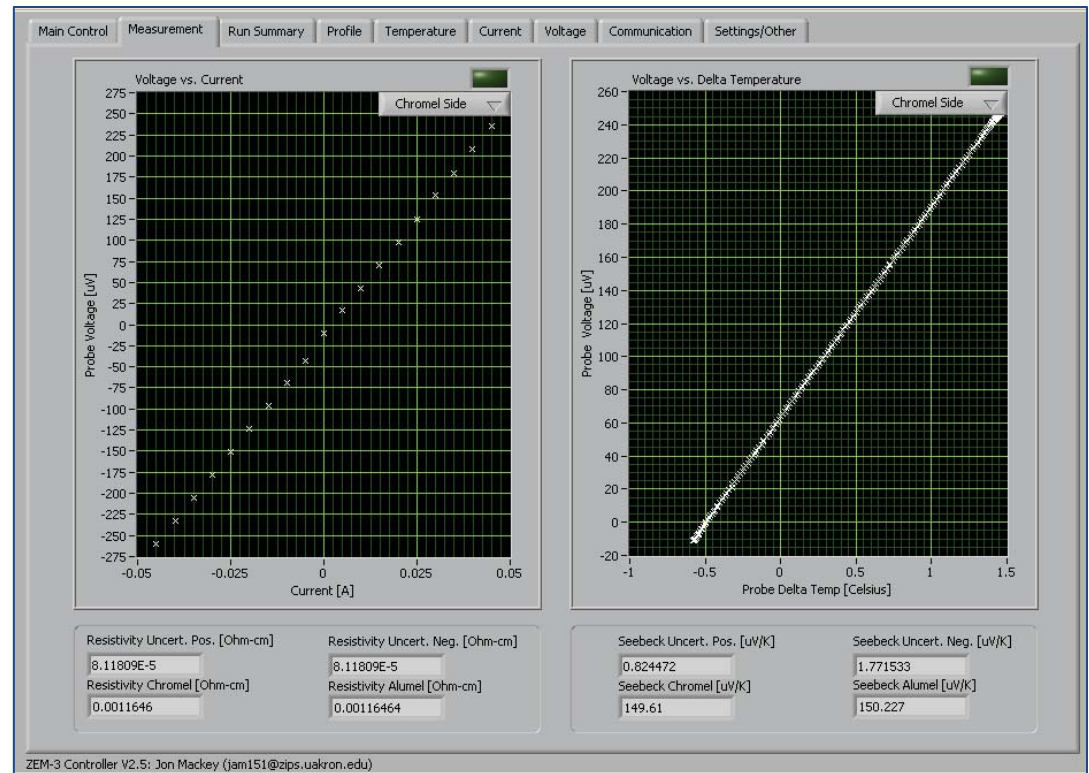 Main Control Measurement Run Summary Profile Temperature Current Voltage Communication Settings/Other
Voltage vs. Current
Chromel Side
275
250
225
200
175
150
125
100
75
50
25
0
-25
-50
-75
-100
-125
-150
-175
-200
-225
-250
-275
Probe Voltage [uV]
-0.05 -0.025 0 0.025 0.05
Current [A]
Voltage vs. Delta Temperature
Chromel Side
260
240
220
200
180
160
140
120
100
80
60
40
20
0
-20
Probe Voltage [uV]
-1 -0.5 0 0.5 1 1.5
Probe Delta Temp [Celsius]
Resistivity Uncert. Pos. [Ohm-cm] Resistivity Uncert. Neg. [Ohm-cm]
8.11809E-5 8.11809E-5
Resistivity Chromel [Ohm-cm] Resistivity Alumel [Ohm-cm]
0.0011646 0.00116464
Seebeck Uncert. Pos. [uV/K] Seebeck Uncert. Neg. [uV/K]
0.824472 1.771533
Seebeck Chromel [uV/K] Seebeck Alumel [uV/K]
149.61 150.227
ZEM-3 Controller V2.5: Jon Mackey (jam151@zips.uakron.edu)